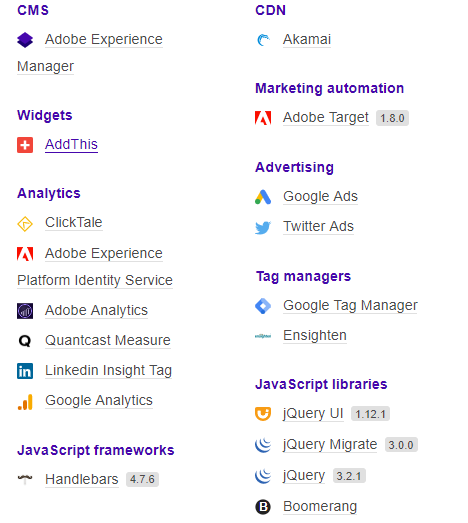 CMS
Adobe Experience
Manager
Widgets
AddThis
Analytics
ClickTale
Adobe Experience
Platform Identity Service
Adobe Analytics
Quantcast Measure
Linkedin Insight Tag
Google Analytics
JavaScript frameworks
Handlebars 4.7.6
CDN
Akamai
Marketing automation
Adobe Target 1.8.0
Advertising
Google Ads
Twitter Ads
Tag managers
Google Tag Manager
Ensighten
JavaScript libraries
jQuery UI 1.12.1
jQuery Migrate 3.0.0
jQuery 3.2.1
Boomerang